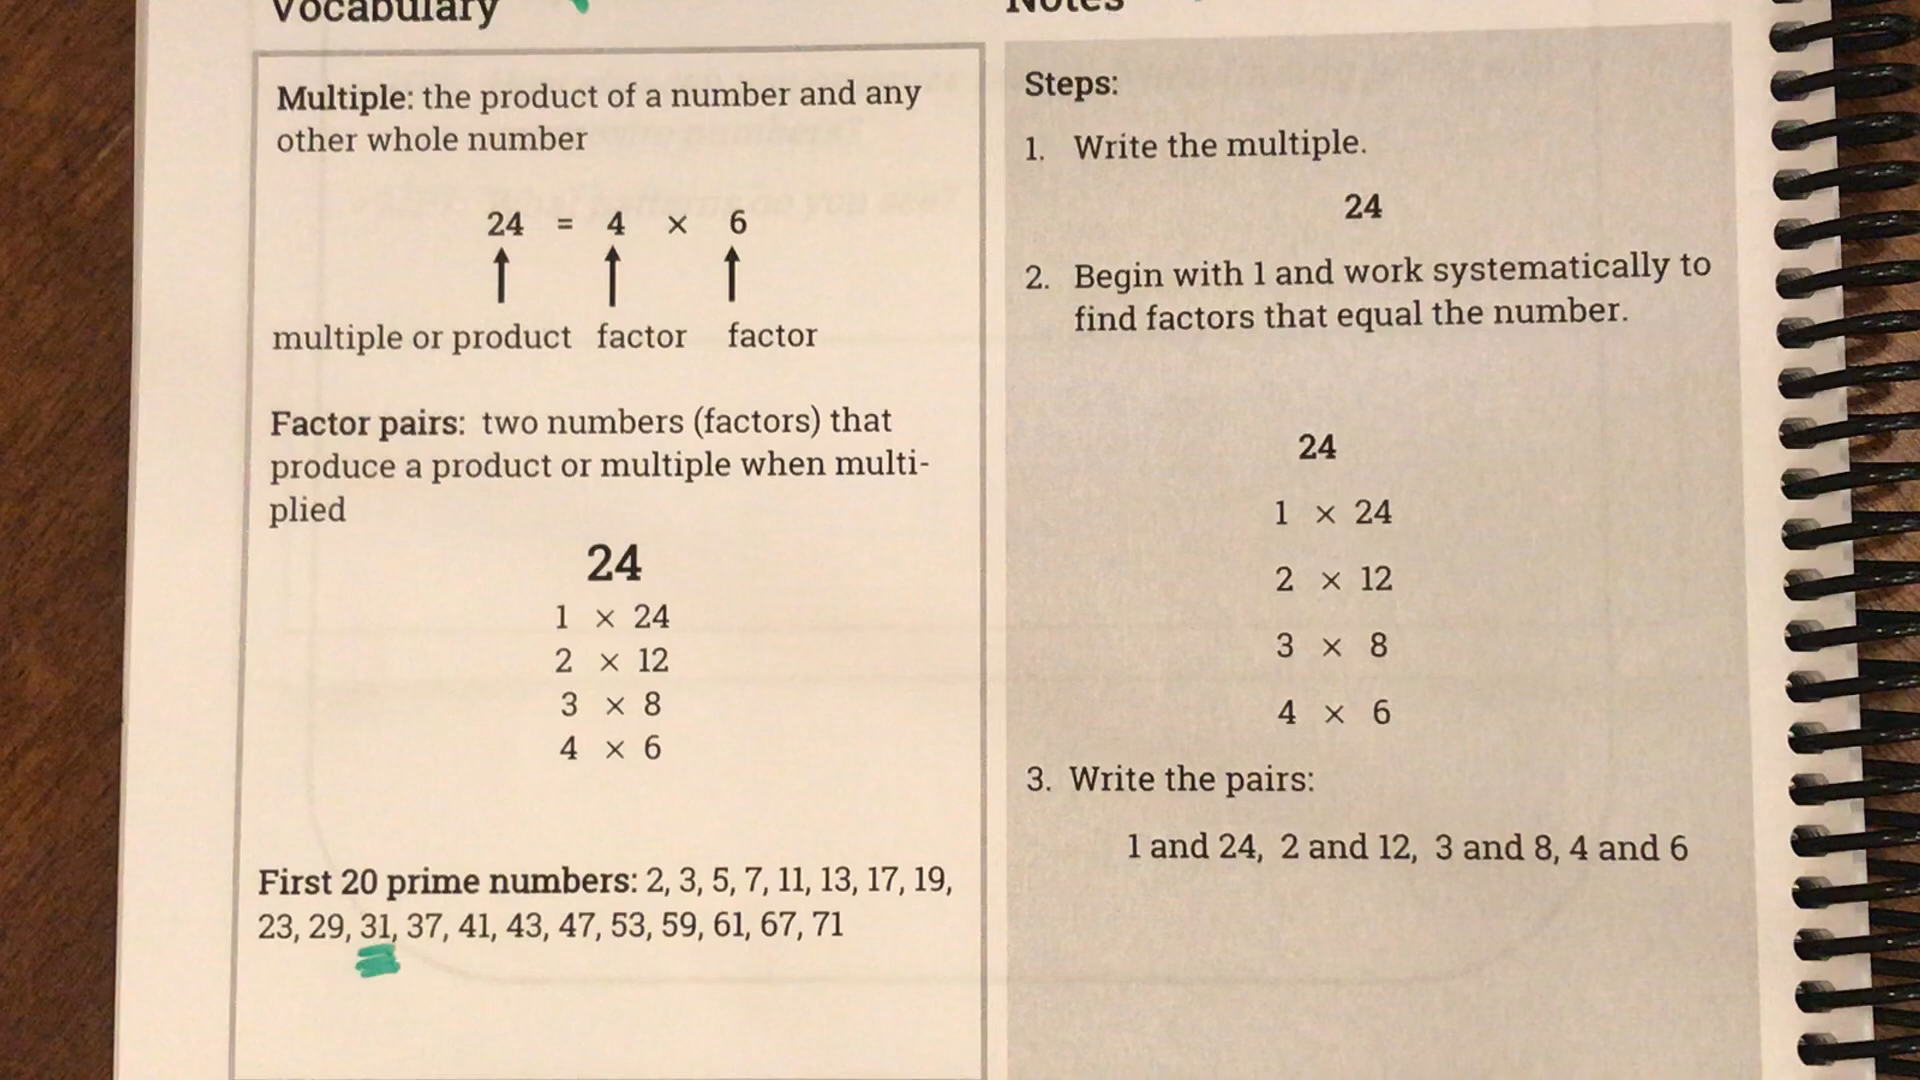 Vocabulary
Multiple: the product of a number and any
other whole number
24 = 4 × 6
multiple or product factor factor
Factor pairs: two numbers (factors) that
produce a product or multiple when multi-
plied
24
1 × 24
2 × 12
3 × 8
4 × 6
First 20 prime numbers: 2, 3, 5, 7, 11, 13, 17, 19,
23, 29, 31, 37, 41, 43, 47, 53, 59, 61, 67, 71
Notes
Steps:
1. Write the multiple.
24
2. Begin with 1 and work systematically to
find factors that equal the number.
24
1 × 24
2 × 12
3 × 8
4 × 6
3. Write the pairs:
1 and 24, 2 and 12, 3 and 8, 4 and 6